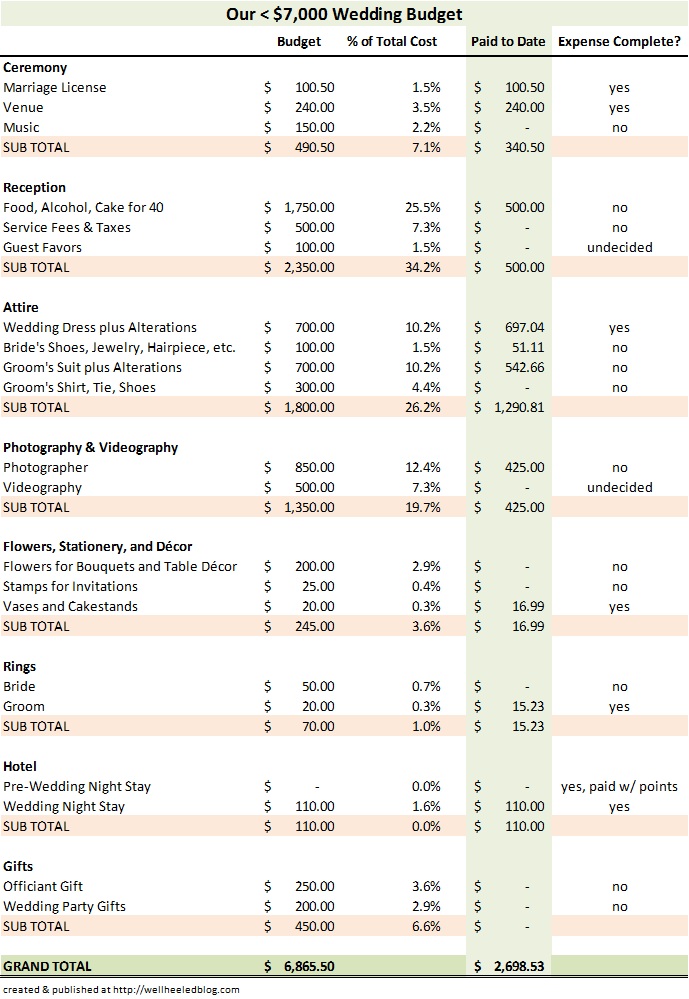 Our < $7,000 Wedding Budget
Budget % of Total Cost Paid to Date Expense Complete?
Ceremony
Marriage License $ 100.50 1.5% $ 100.50 yes
Venue $ 240.00 3.5% $ 240.00 yes
Music $ 150.00 2.2% $ - no
SUB TOTAL $ 490.50 7.1% $ 340.50
Reception
Food, Alcohol, Cake for 40 $ 1,750.00 25.5% $ 500.00 no
Service Fees & Taxes $ 500.00 7.3% $ - no
Guest Favors $ 100.00 1.5% $ - undecided
SUB TOTAL $ 2,350.00 34.2% $ 500.00
Attire
Wedding Dress plus Alterations $ 700.00 10.2% $ 697.04 yes
Bride's Shoes, Jewelry, Hairpiece, etc. $ 100.00 1.5% $ 51.11 no
Groom's Suit plus Alterations $ 700.00 10.2% $ 542.66 no
Groom's Shirt, Tie, Shoes $ 300.00 4.4% $ - no
SUB TOTAL $ 1,800.00 26.2% $ 1,290.81
Photography & Videography
Photographer $ 850.00 12.4% $ 425.00 no
Videography $ 500.00 7.3% $ - undecided
SUB TOTAL $ 1,350.00 19.7% $ 425.00
Flowers, Stationery, and Décor
Flowers for Bouquets and Table Décor $ 200.00 2.9% $ - no
Stamps for Invitations $ 25.00 0.4% $ - no
Vases and Cakestands $ 20.00 0.3% $ 16.99 yes
SUB TOTAL $ 245.00 3.6% $ 16.99
Rings
Bride $ 50.00 0.7% $ - no
Groom $ 20.00 0.3% $ 15.23 yes
SUB TOTAL $ 70.00 1.0% $ 15.23
Hotel
Pre-Wedding Night Stay $ - 0.0% $ - yes, paid w/ points
Wedding Night Stay $ 110.00 1.6% $ 110.00 yes
SUB TOTAL $ 110.00 0.0% $ 110.00
Gifts
Officiant Gift $ 250.00 3.6% $ - no
Wedding Party Gifts $ 200.00 2.9% $ - no
SUB TOTAL $ 450.00 6.6% $ -
GRAND TOTAL $ 6,865.50 $ 2,698.53
created & published at http://wellheeledblog.com